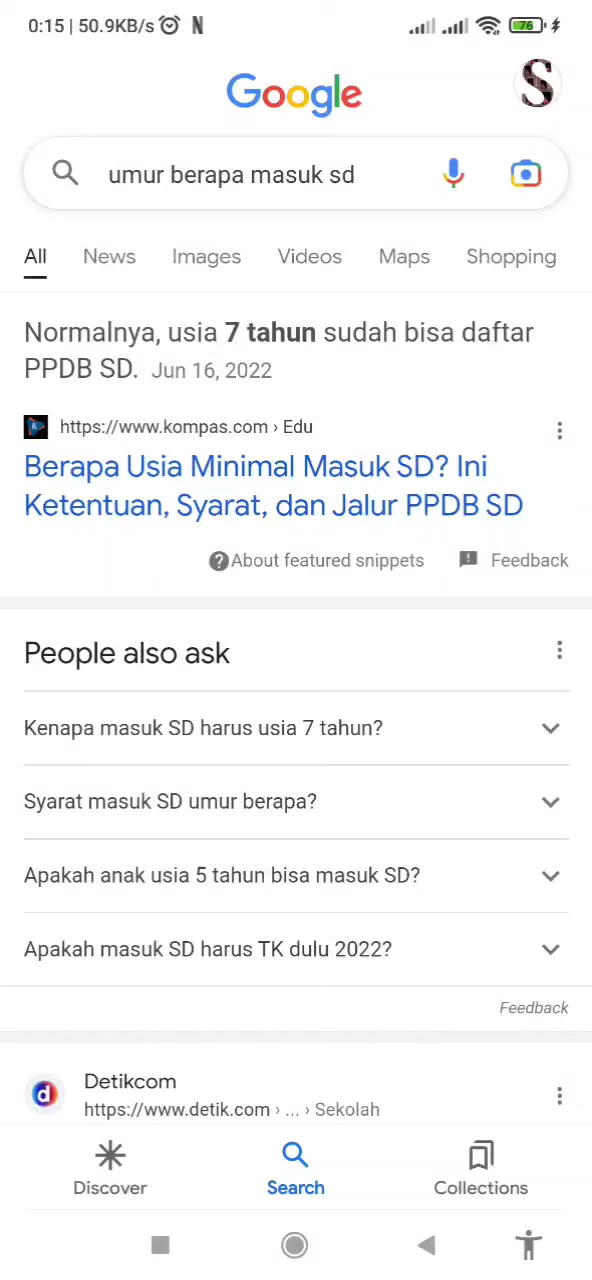 0:15 | 50.9KB/s
76
Google
umur berapa masuk sd
All News Images Videos Maps Shopping
Normalnya, usia 7 tahun sudah bisa daftar
PPDB SD. Jun 16, 2022
https://www.kompas.com › Edu
Berapa Usia Minimal Masuk SD? Ini
Ketentuan, Syarat, dan Jalur PPDB SD
About featured snippets Feedback
People also ask
Kenapa masuk SD harus usia 7 tahun?
Syarat masuk SD umur berapa?
Apakah anak usia 5 tahun bisa masuk SD?
Apakah masuk SD harus TK dulu 2022?
Feedback
d
Detikcom
https://www.detik.com › ... › Sekolah
Discover Search Collections